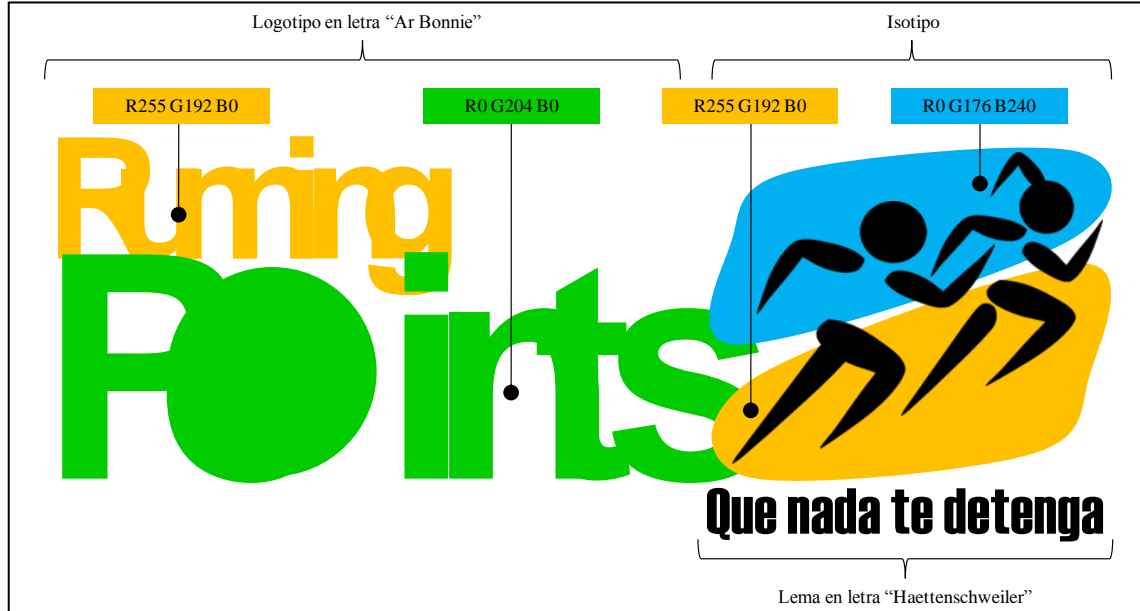 Logotipo en letra “Ar Bonnie”
Isotipo
R255 G192 B0
R0 G204 B0
R255 G192 B0
R0 G176 B240
Running
Points
Que nada te detenga
Lema en letra “Haettenschweiler”